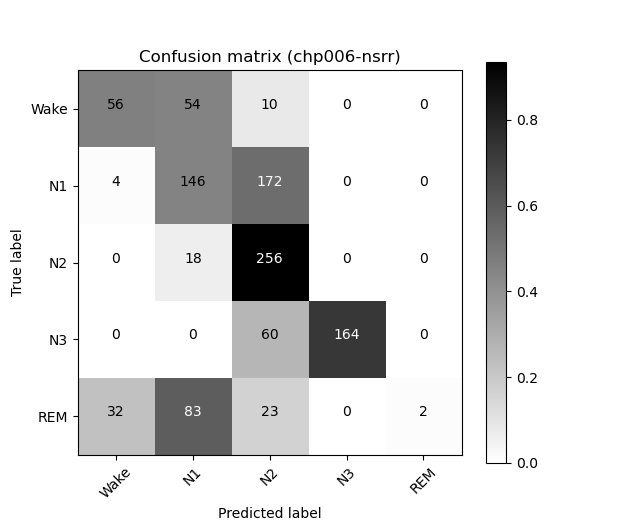 Confusion matrix (chp006-nsrr)
Wake 56 54 10 0 0
N1 4 146 172 0 0
N2 0 18 256 0 0
N3 0 0 60 164 0
REM 32 83 23 0 2
Wake N1 N2 N3 REM
True label
Predicted label
0.8
0.6
0.4
0.2
0.0